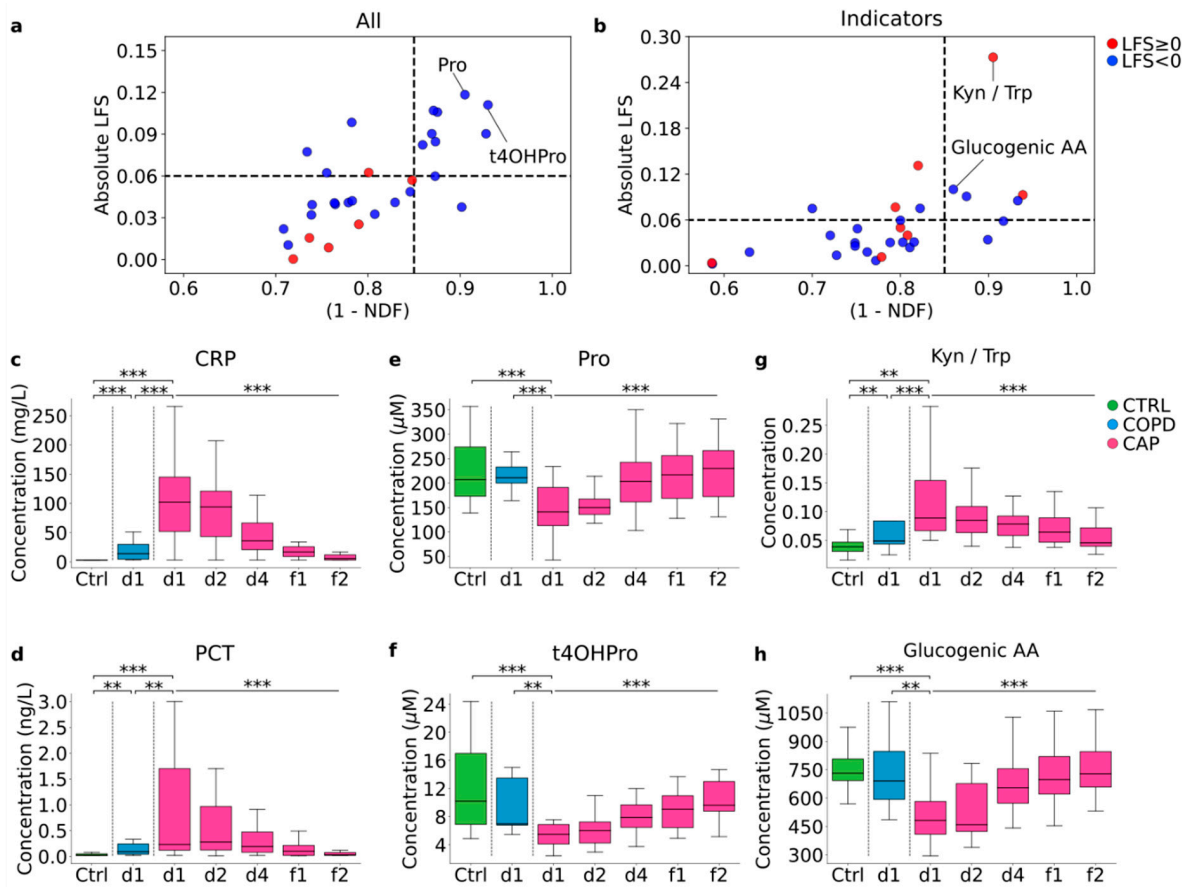 a
All
Absolute LFS
0.15
0.12
0.09
0.06
0.03
0.00
Pro
t4OHPro
0.6 0.7 0.8 0.9 1.0
(1 - NDF)
b
Indicators
Absolute LFS
0.30
0.24
0.18
0.12
0.06
0.00
Kyn / Trp
Glucogenic AA
0.6 0.7 0.8 0.9 1.0
(1 - NDF)
LFS≥0
LFS<0
c
CRP
***
*** ***
***
Concentration (mg/L)
250
200
150
100
50
0
Ctrl d1 d1 d2 d4 f1 f2
e
Pro
***
***
***
Concentration (μM)
350
300
250
200
150
100
50
Ctrl d1 d1 d2 d4 f1 f2
g
Kyn / Trp
**
** ***
***
Concentration
0.25
0.20
0.15
0.10
0.05
Ctrl d1 d1 d2 d4 f1 f2
CTRL
COPD
CAP
d
PCT
***
** **
***
Concentration (ng/L)
3.0
2.5
2.0
1.5
1.0
0.5
0.0
Ctrl d1 d1 d2 d4 f1 f2
f
t4OHPro
***
**
***
Concentration (μM)
24
20
16
12
8
4
Ctrl d1 d1 d2 d4 f1 f2
h
Glucogenic AA
***
**
***
Concentration (μM)
1050
900
750
600
450
300
Ctrl d1 d1 d2 d4 f1 f2